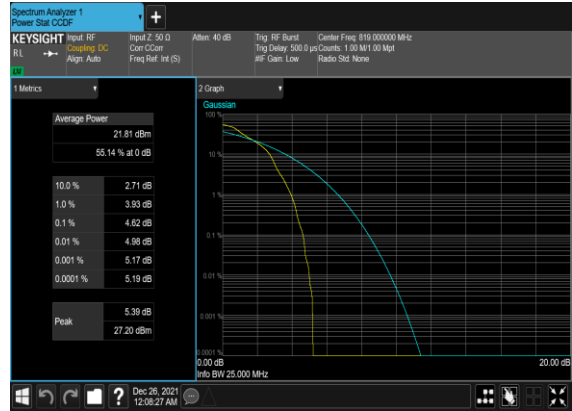 Spectrum Analyzer 1
Power Stat CCDF
+
KEYSIGHT
RL
Input: RF
Coupling: DC
Align: Auto
Input Z: 50 Ω
Corr CCorr
Freq Ref: Int (S)
Atten: 40 dB
Trig: RF Burst
Trig Delay: 500.0 µs
#IF Gain: Low
Center Freq: 819.000000 MHz
Counts: 1.00 M/1.00 Mpt
Radio Std: None
1 Metrics
Average Power
21.81 dBm
55.14 % at 0 dB
10.0 % 2.71 dB
1.0 % 3.93 dB
0.1 % 4.62 dB
0.01 % 4.98 dB
0.001 % 5.17 dB
0.0001 % 5.19 dB
Peak
5.39 dB
27.20 dBm
2 Graph
Gaussian
100 %
10 %
1 %
0.1 %
0.01 %
0.001 %
0.0001 %
0.00 dB 20.00 dB
Info BW 25.000 MHz
?
Dec 26, 2021
12:08:27 AM